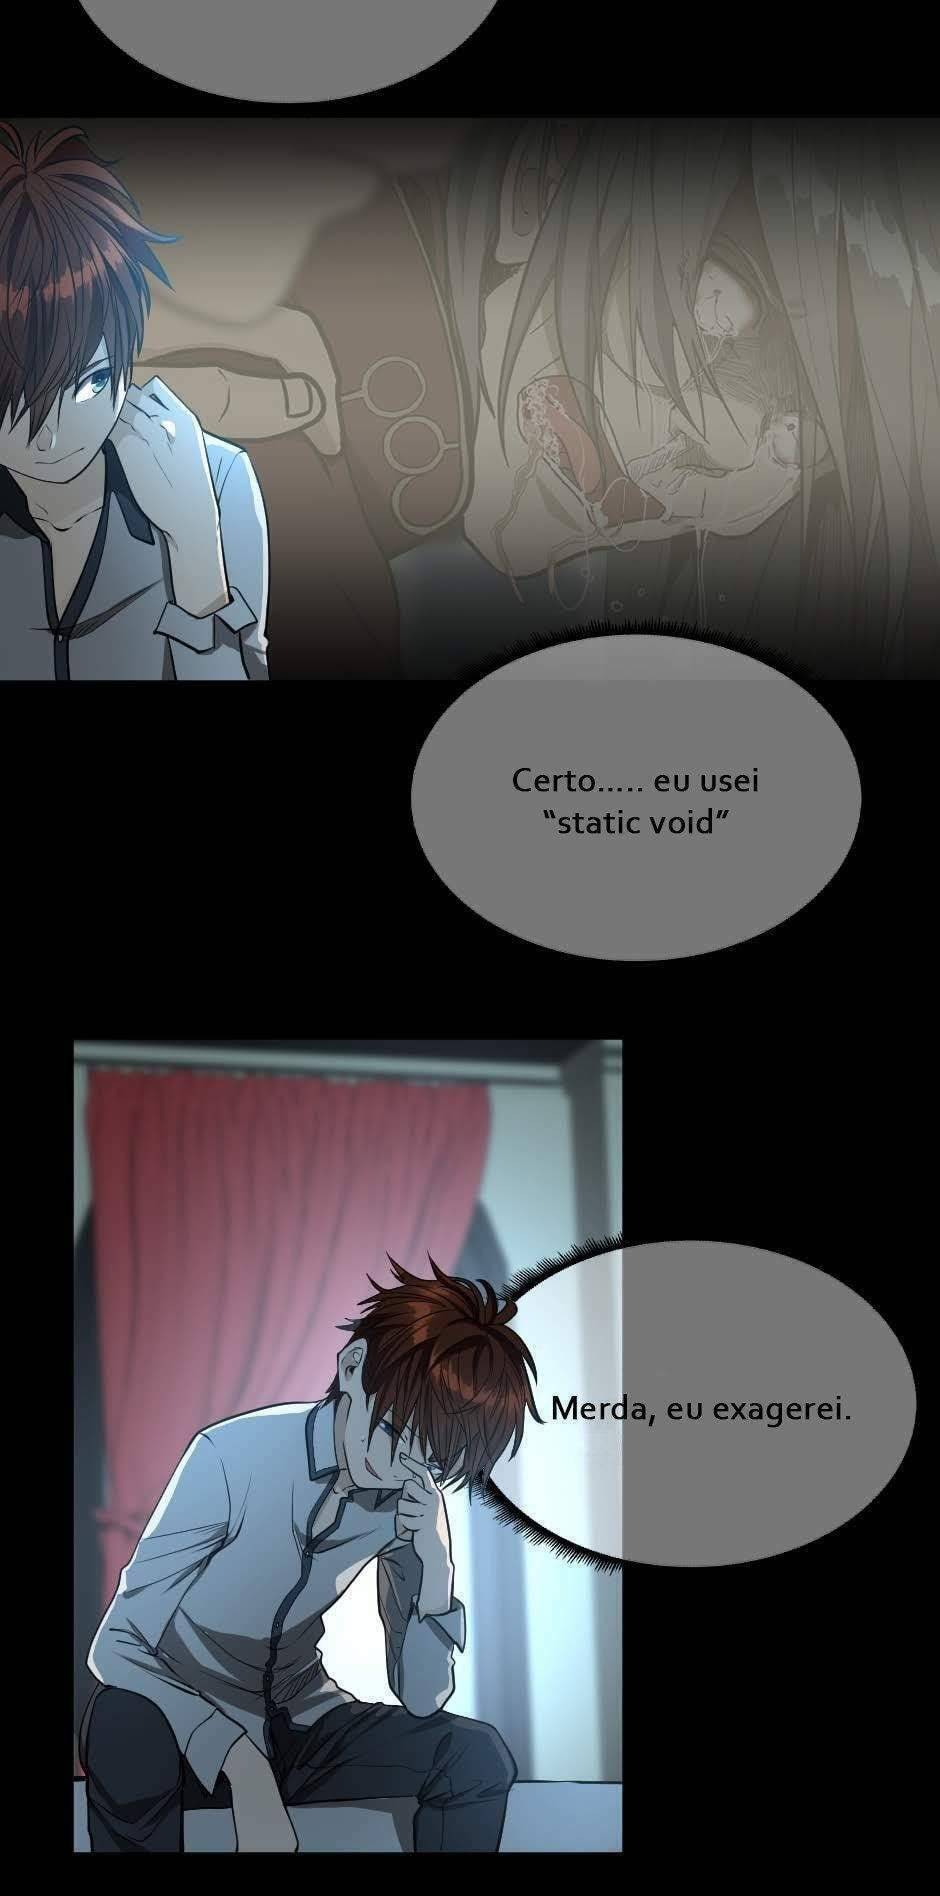 Certo..... eu usei
“static void”
Merda, eu exagerei.